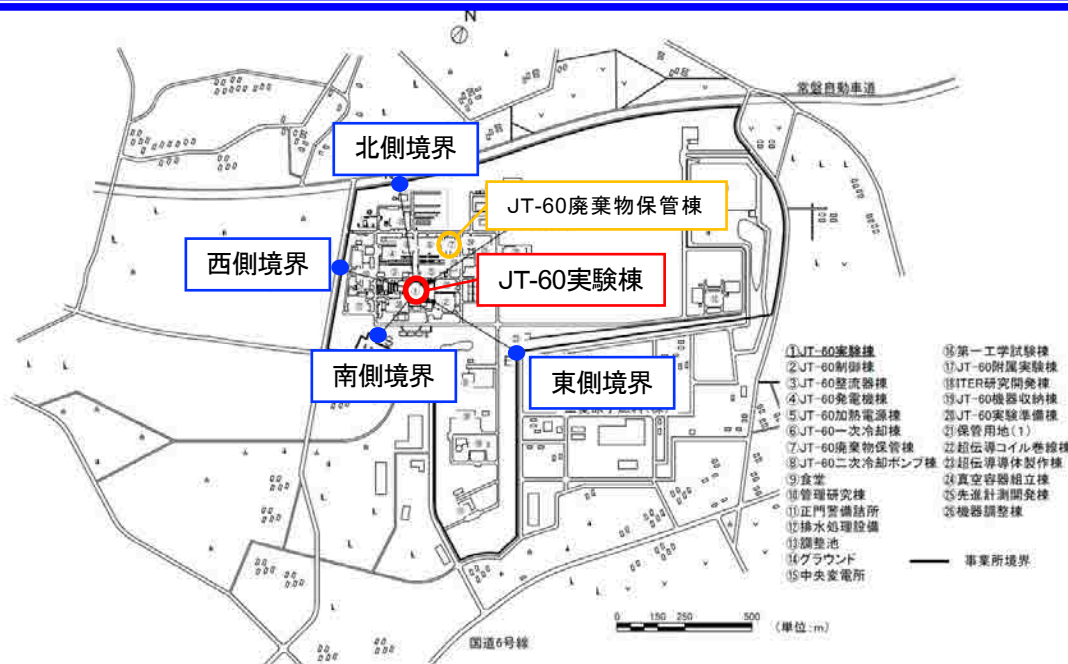 N
常磐自動車道
北側境界
JT-60廃棄物保管棟
西側境界
JT-60実験棟
南側境界
東側境界
①JT-60実験棟
②JT-60制御棟
③JT-60整流器棟
④JT-60発電機棟
⑤JT-60加熱電源棟
⑥JT-60一次冷却棟
⑦JT-60廃棄物保管棟
⑧JT-60二次冷却ポンプ棟
⑨食堂
⑩管理研究棟
⑪正門警備詰所
⑫排水処理設備
⑬調整池
⑭グラウンド
⑮中央変電所
⑯第一工学試験棟
⑰JT-60附属実験棟
⑱ITER研究開発棟
⑲JT-60機器収納棟
⑳JT-60実験準備棟
㉑保管用地(1)
㉒超伝導コイル巻線棟
㉓超伝導導体製作棟
㉔真空容器組立棟
㉕先進計測開発棟
㉖機器調整棟
事業所境界
0 150 250 500
(単位:m)
国道6号線